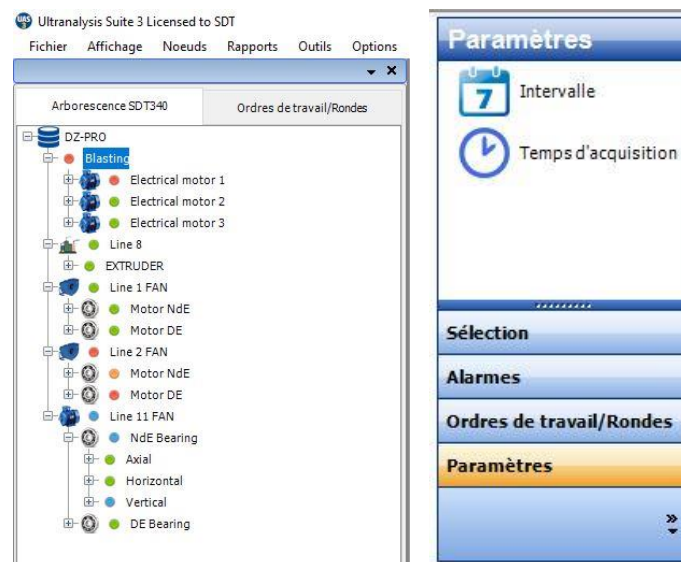 UAS 3 Ultranalysis Suite 3 Licensed to SDT
Fichier Affichage Noeuds Rapports Outils Options
Arborescence SDT340 Ordres de travail/Rondes
DZ-PRO
Blasting
Electrical motor 1
Electrical motor 2
Electrical motor 3
Line 8
EXTRUDER
Line 1 FAN
Motor NdE
Motor DE
Line 2 FAN
Motor NdE
Motor DE
Line 11 FAN
NdE Bearing
Axial
Horizontal
Vertical
DE Bearing
Paramètres
7 Intervalle
Temps d'acquisition
Sélection
Alarmes
Ordres de travail/Rondes
Paramètres